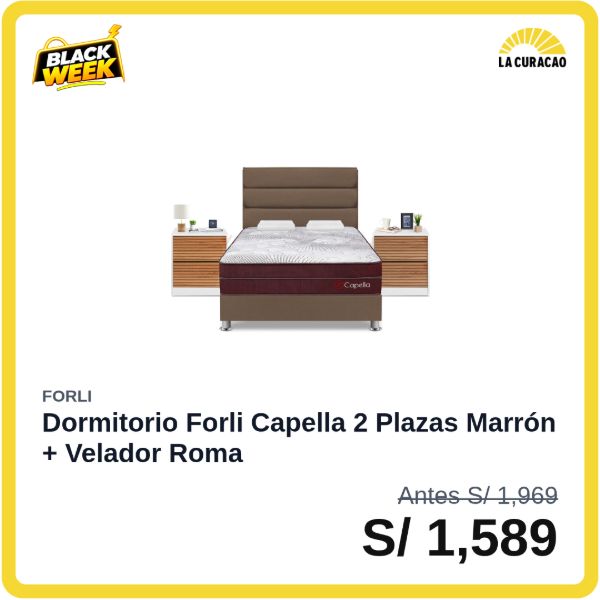 BLACK
WEEK
LA CURACAO
Capella
FORLI
Dormitorio Forli Capella 2 Plazas Marrón
+ Velador Roma
Antes S/ 1,969
S/ 1,589